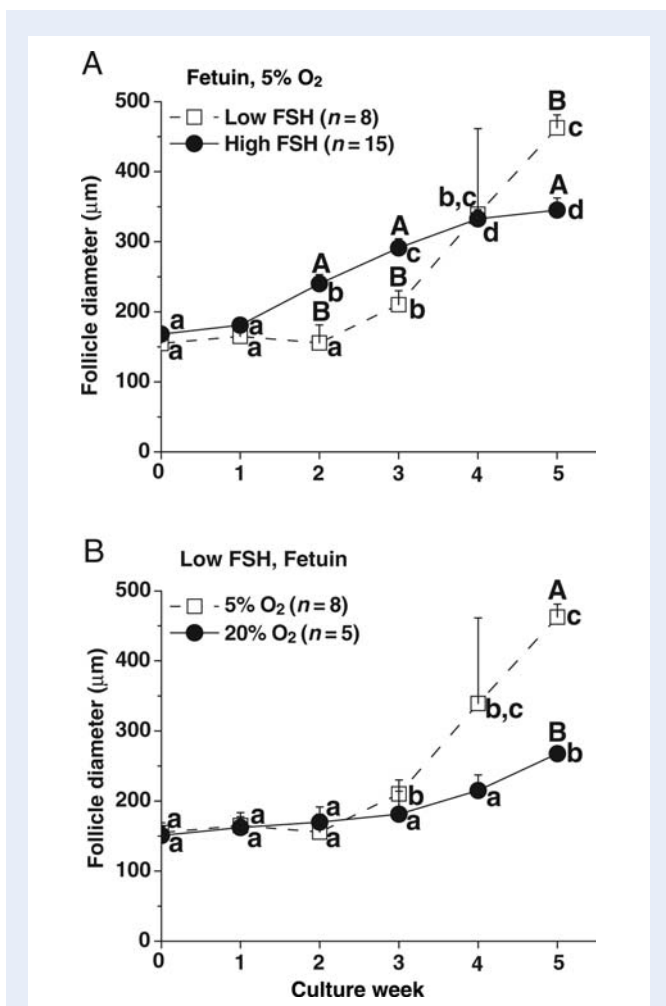 A
Fetuin, 5% O₂
Low FSH (n = 8)
High FSH (n = 15)
Follicle diameter (μm)
500
400
300
200
100
0
0 1 2 3 4 5
a a a a A b B a A c B b b,c d B c A d
B
Low FSH, Fetuin
5% O₂ (n = 8)
20% O₂ (n = 5)
Follicle diameter (μm)
500
400
300
200
100
0
0 1 2 3 4 5
a a a a a a b a b,c a A c B b
Culture week